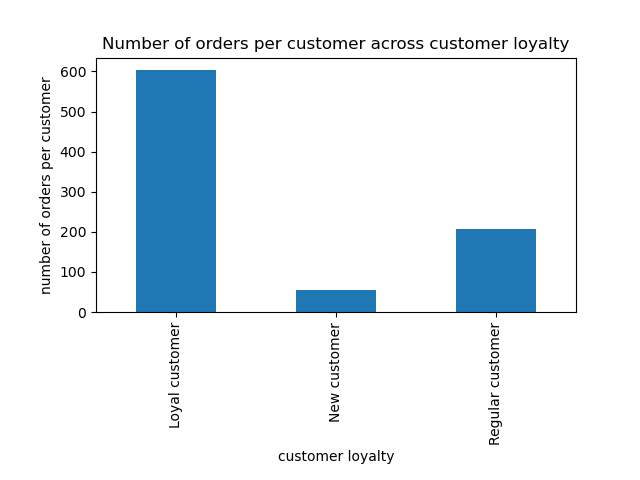 Number of orders per customer across customer loyalty
number of orders per customer
600
500
400
300
200
100
0
Loyal customer
New customer
Regular customer
customer loyalty